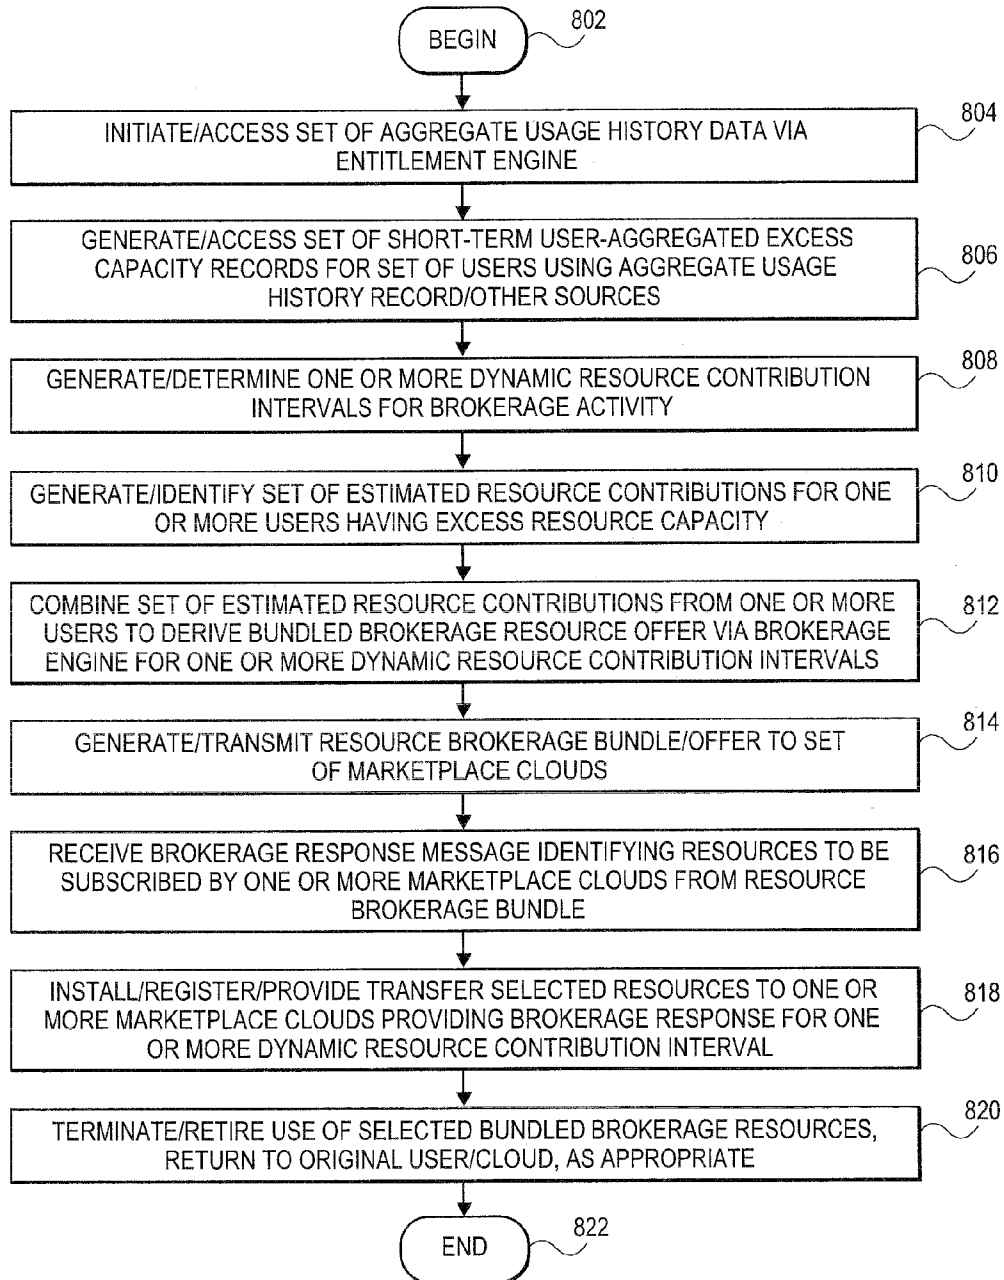 BEGIN
802
INITIATE/ACCESS SET OF AGGREGATE USAGE HISTORY DATA VIA
ENTITLEMENT ENGINE
804
GENERATE/ACCESS SET OF SHORT-TERM USER-AGGREGATED EXCESS
CAPACITY RECORDS FOR SET OF USERS USING AGGREGATE USAGE
HISTORY RECORD/OTHER SOURCES
806
GENERATE/DETERMINE ONE OR MORE DYNAMIC RESOURCE CONTRIBUTION
INTERVALS FOR BROKERAGE ACTIVITY
808
GENERATE/IDENTIFY SET OF ESTIMATED RESOURCE CONTRIBUTIONS FOR ONE
OR MORE USERS HAVING EXCESS RESOURCE CAPACITY
810
COMBINE SET OF ESTIMATED RESOURCE CONTRIBUTIONS FROM ONE OR MORE
USERS TO DERIVE BUNDLED BROKERAGE RESOURCE OFFER VIA BROKERAGE
ENGINE FOR ONE OR MORE DYNAMIC RESOURCE CONTRIBUTION INTERVALS
812
GENERATE/TRANSMIT RESOURCE BROKERAGE BUNDLE/OFFER TO SET
OF MARKETPLACE CLOUDS
814
RECEIVE BROKERAGE RESPONSE MESSAGE IDENTIFYING RESOURCES TO BE
SUBSCRIBED BY ONE OR MORE MARKETPLACE CLOUDS FROM RESOURCE
BROKERAGE BUNDLE
816
INSTALL/REGISTER/PROVIDE TRANSFER SELECTED RESOURCES TO ONE OR
MORE MARKETPLACE CLOUDS PROVIDING BROKERAGE RESPONSE FOR ONE
OR MORE DYNAMIC RESOURCE CONTRIBUTION INTERVAL
818
TERMINATE/RETIRE USE OF SELECTED BUNDLED BROKERAGE RESOURCES,
RETURN TO ORIGINAL USER/CLOUD, AS APPROPRIATE
820
END
822